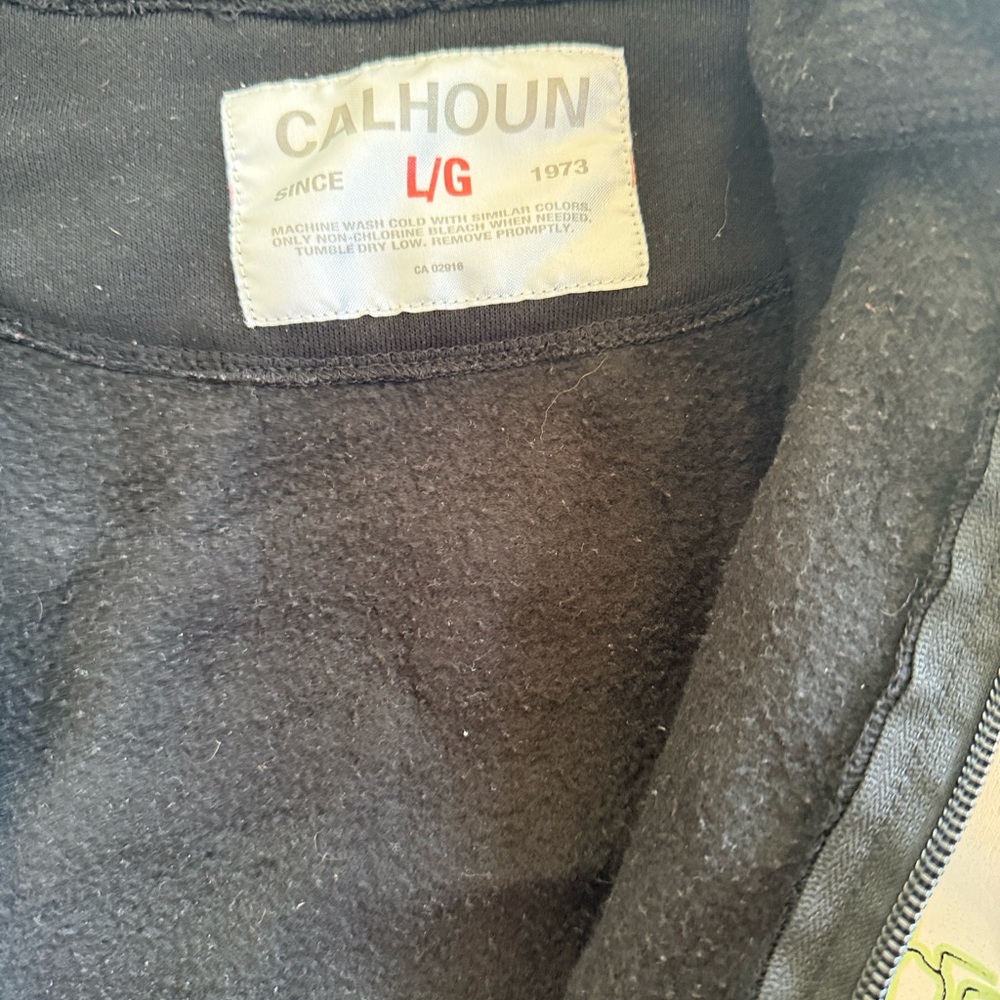 CALHOUN
SINCE L/G 1973
MACHINE WASH COLD WITH SIMILAR COLORS,
ONLY NON-CHLORINE BLEACH WHEN NEEDED,
TUMBLE DRY LOW. REMOVE PROMPTLY.
CA 02916